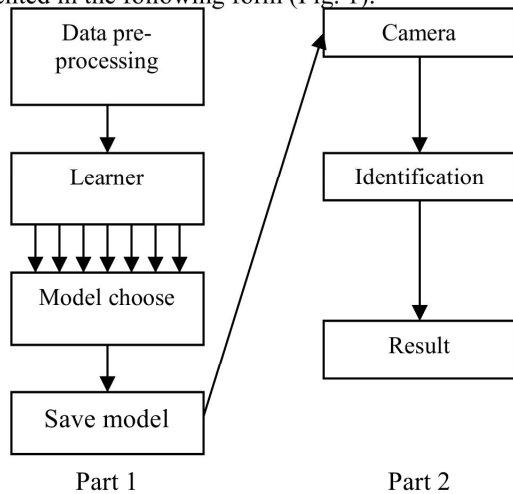 in the following form (Fig. 1):
Data pre-
processing
Learner
Model choose
Save model
Part 1
Camera
Identification
Result
Part 2